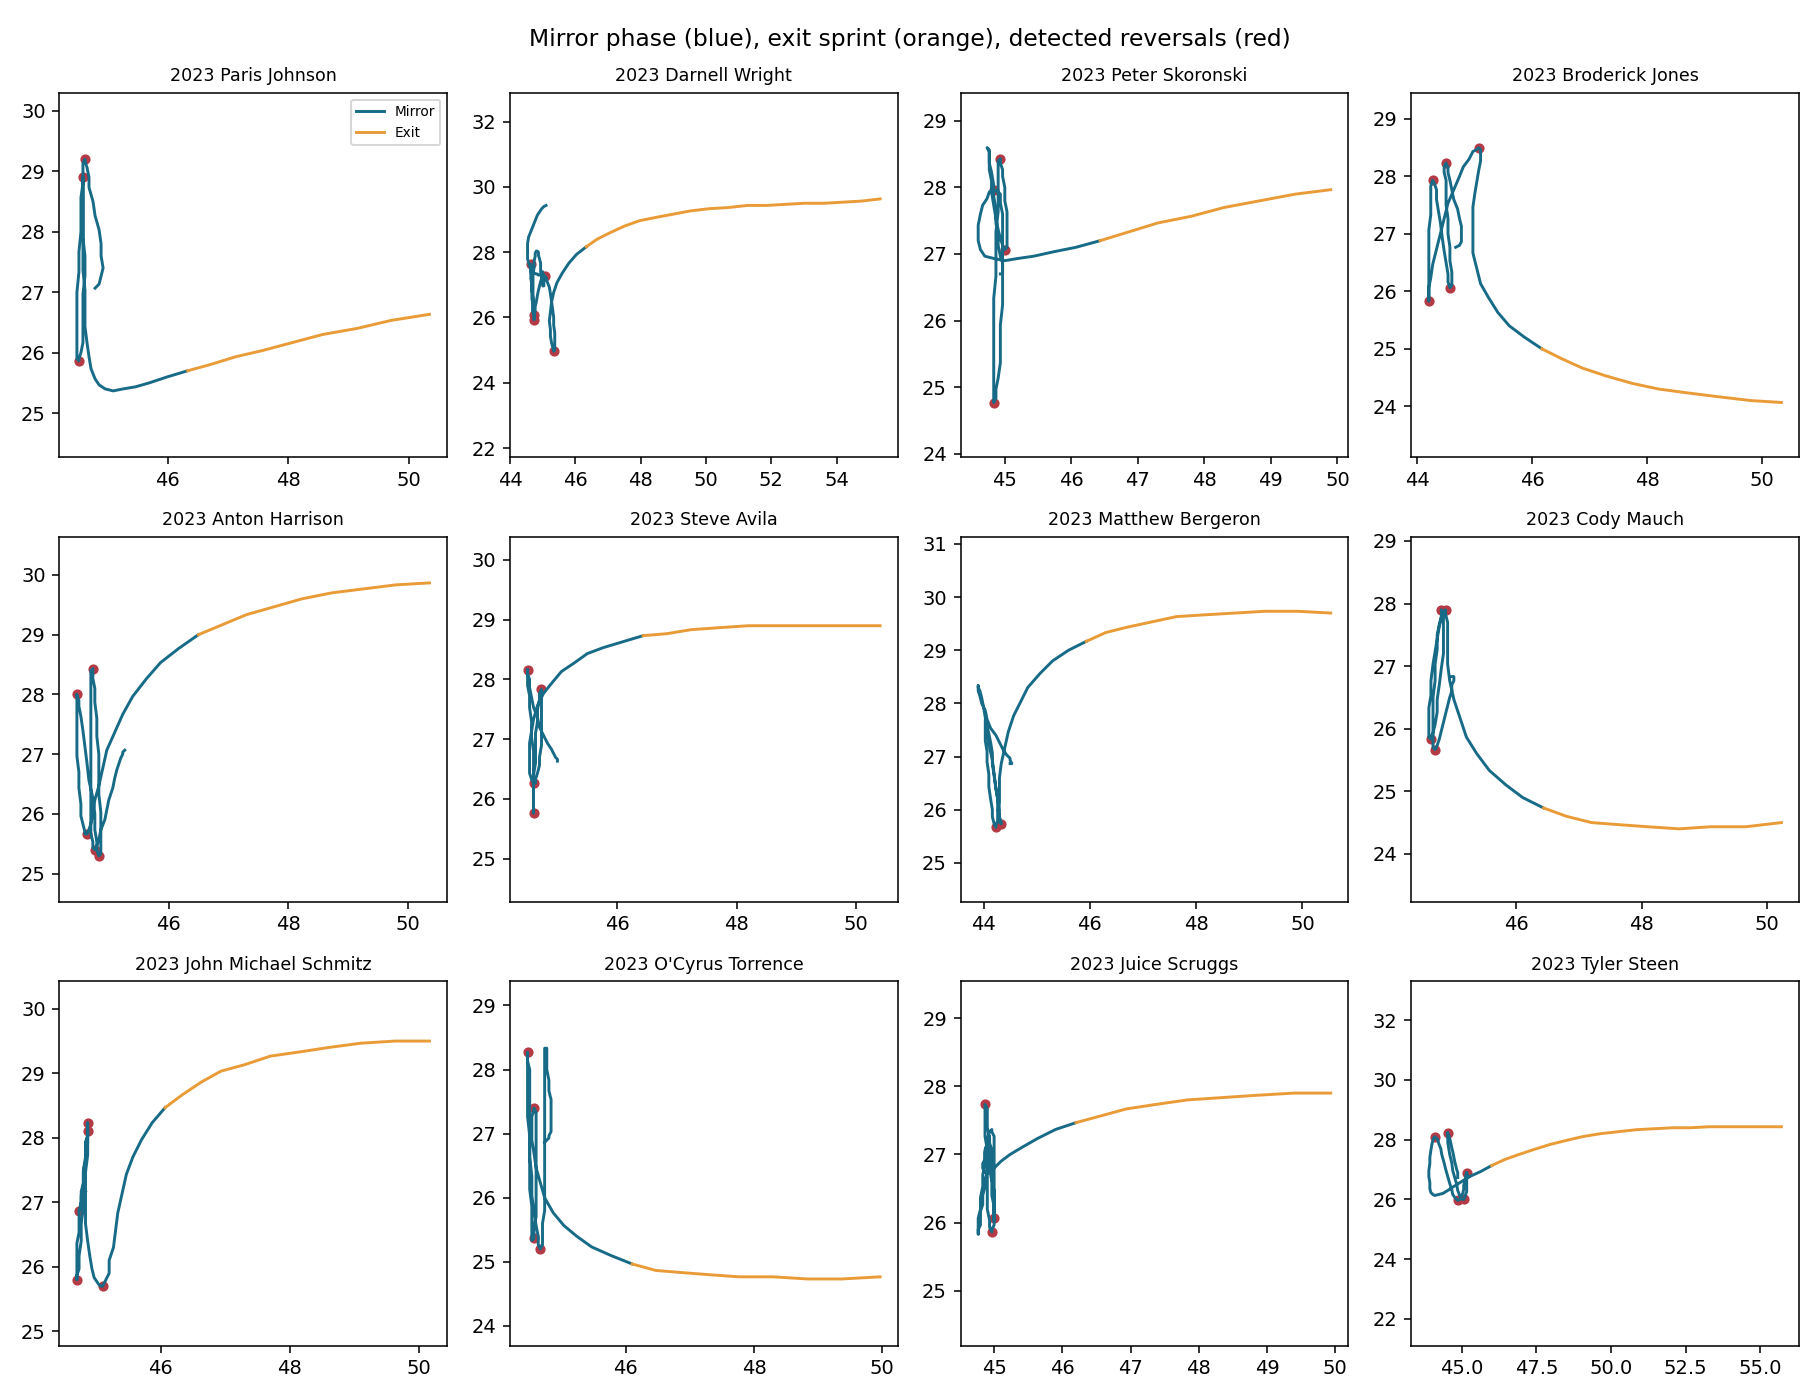 Mirror phase (blue), exit sprint (orange), detected reversals (red)
2023 Paris Johnson
2023 Darnell Wright
2023 Peter Skoronski
2023 Broderick Jones
Mirror
Exit
30
29
28
27
26
25
46 48 50
32
30
28
26
24
22
44 46 48 50 52 54
29
28
27
26
25
24
45 46 47 48 49 50
29
28
27
26
25
24
44 46 48 50
2023 Anton Harrison
2023 Steve Avila
2023 Matthew Bergeron
2023 Cody Mauch
30
29
28
27
26
25
46 48 50
30
29
28
27
26
25
46 48 50
31
30
29
28
27
26
25
44 46 48 50
29
28
27
26
25
24
46 48 50
2023 John Michael Schmitz
2023 O'Cyrus Torrence
2023 Juice Scruggs
2023 Tyler Steen
30
29
28
27
26
25
46 48 50
29
28
27
26
25
24
46 48 50
29
28
27
26
25
45 46 47 48 49 50
32
30
28
26
24
22
45.0 47.5 50.0 52.5 55.0